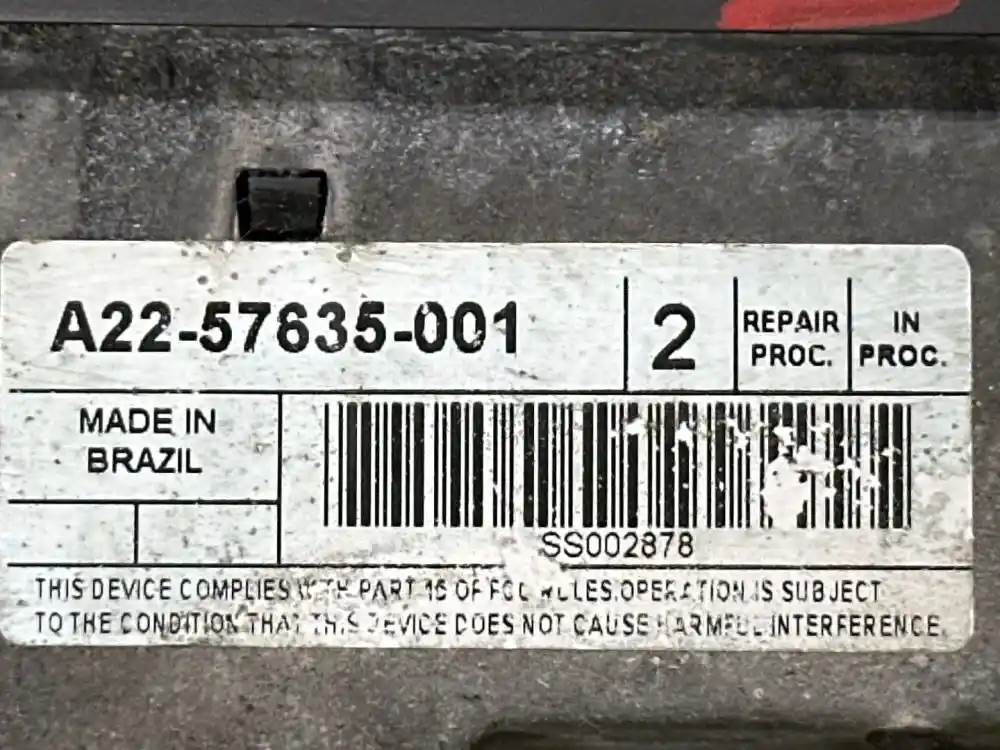 A22-57635-001
2
REPAIR
PROC.
IN
PROC.
MADE IN
BRAZIL
SS002878
THIS DEVICE COMPLIES WITH PART 15 OF FCC RULES,OPERATION IS SUBJECT
TO THE CONDITION THAT THIS DEVICE DOES NOT CAUSE HARMFUL INTERFERENCE.